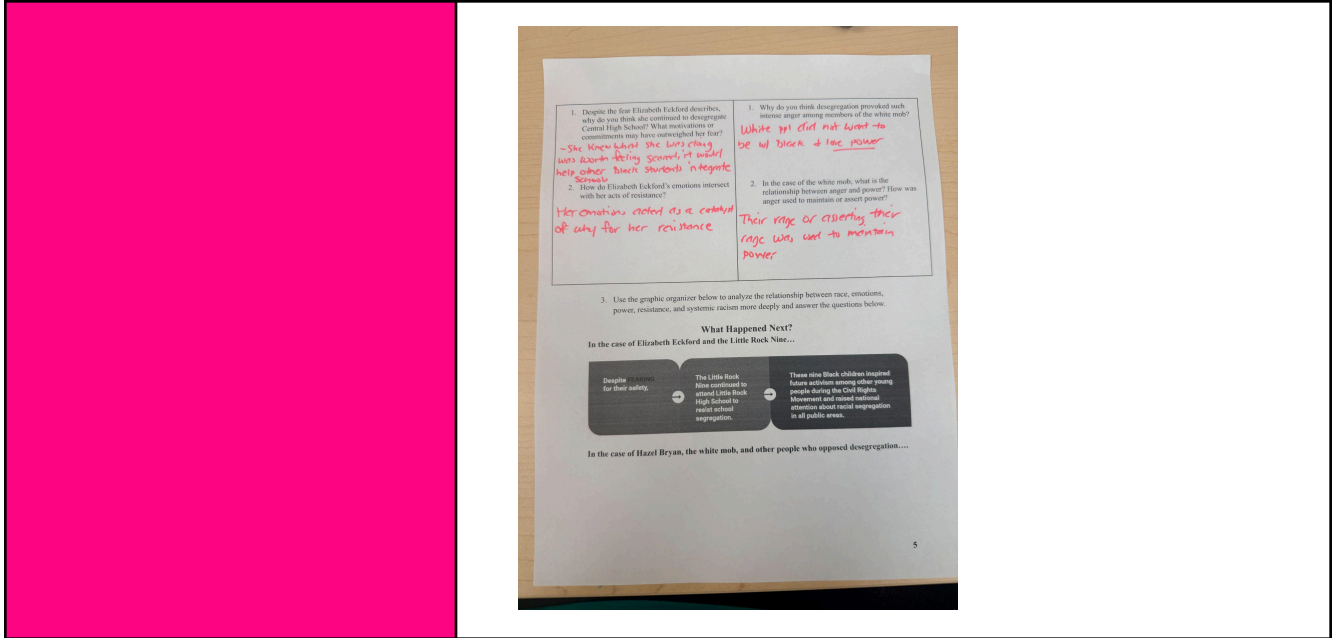 1. Despite the fear Elizabeth Eckford describes,
why do you think she continued to desegregate
Central High School? What motivations or
commitments may have outweighed her fear?
- She knew what she was doing
was worth feeling scared, it would
help other black students integrate
schools
2. How do Elizabeth Eckford's emotions intersect
with her acts of resistance?
Her emotions acted as a catalyst
of why for her resistance
1. Why do you think desegregation provoked such
intense anger among members of the white mob?
White ppl did not want to
be w/ black + lose power
2. In the case of the white mob, what is the
relationship between anger and power? How was
anger used to maintain or assert power?
Their rage or asserting their
rage was used to maintain
power
3. Use the graphic organizer below to analyze the relationship between race, emotions,
power, resistance, and systemic racism more deeply and answer the questions below.
What Happened Next?
In the case of Elizabeth Eckford and the Little Rock Nine…
Despite FEARING
for their safety,
The Little Rock
Nine continued to
attend Little Rock
High School to
resist school
segregation.
These nine Black children inspired
future activism among other young
people during the Civil Rights
Movement and raised national
attention about racial segregation
in all public areas.
In the case of Hazel Bryan, the white mob, and other people who opposed desegregation….
5